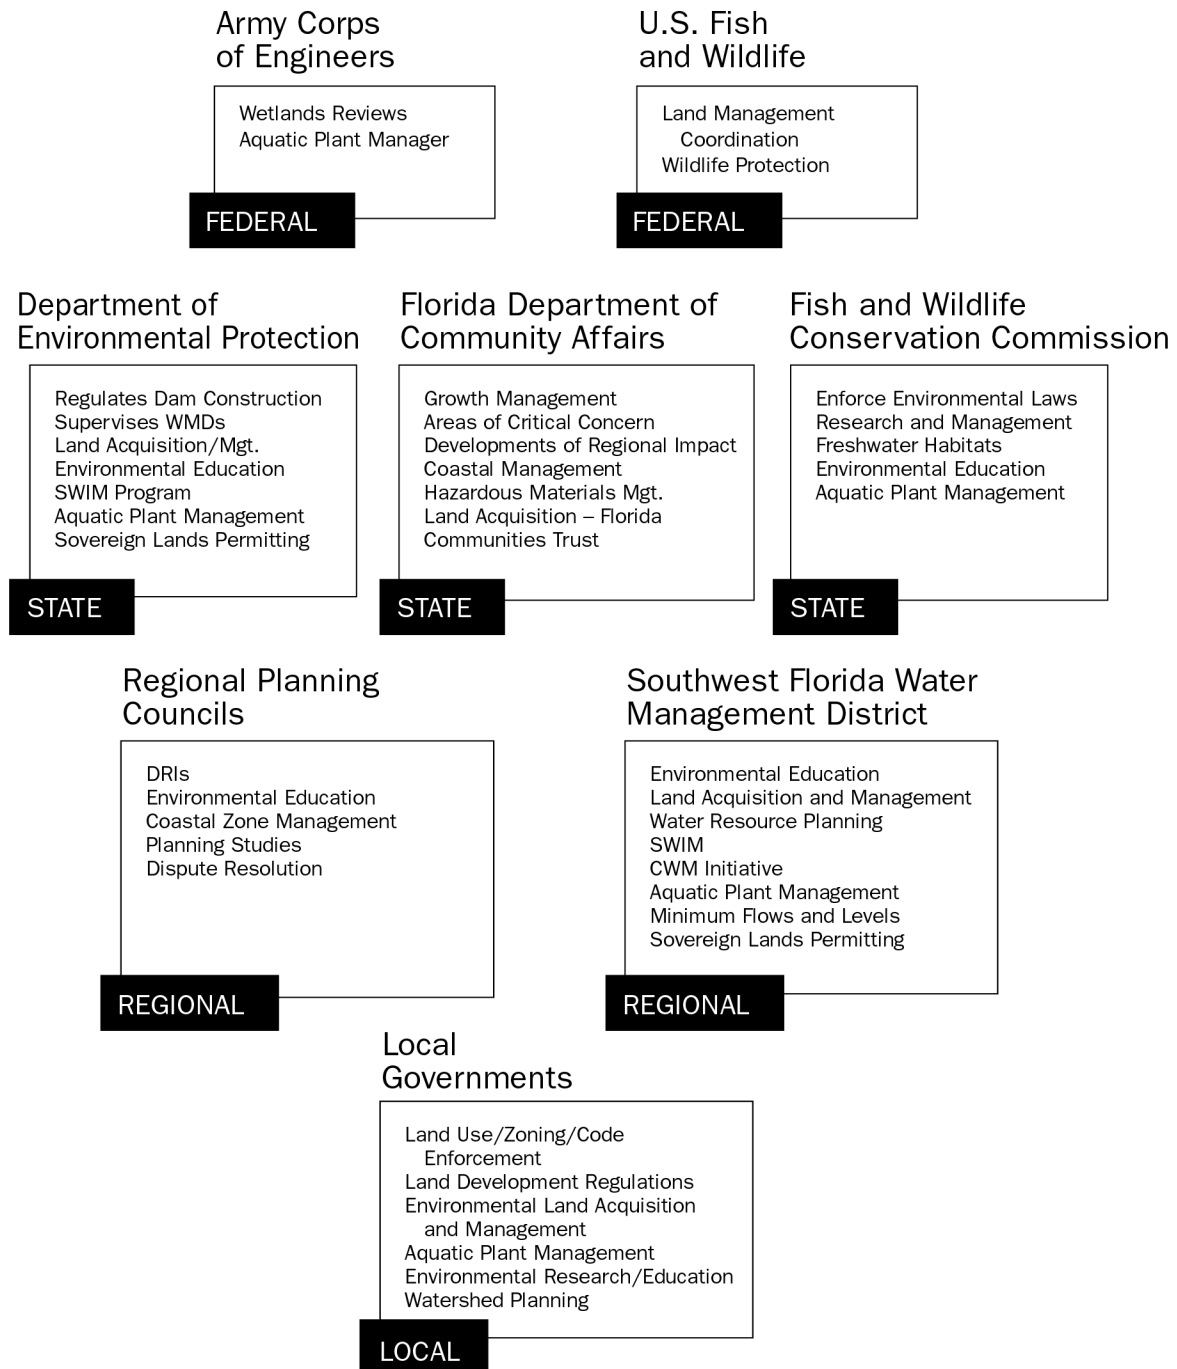 Army Corps
of Engineers
Wetlands Reviews
Aquatic Plant Manager
FEDERAL
U.S. Fish
and Wildlife
Land Management
Coordination
Wildlife Protection
FEDERAL
Department of
Environmental Protection
Regulates Dam Construction
Supervises WMDs
Land Acquisition/Mgt.
Environmental Education
SWIM Program
Aquatic Plant Management
Sovereign Lands Permitting
STATE
Florida Department of
Community Affairs
Growth Management
Areas of Critical Concern
Developments of Regional Impact
Coastal Management
Hazardous Materials Mgt.
Land Acquisition – Florida
Communities Trust
STATE
Fish and Wildlife
Conservation Commission
Enforce Environmental Laws
Research and Management
Freshwater Habitats
Environmental Education
Aquatic Plant Management
STATE
Regional Planning
Councils
DRIs
Environmental Education
Coastal Zone Management
Planning Studies
Dispute Resolution
REGIONAL
Southwest Florida Water
Management District
Environmental Education
Land Acquisition and Management
Water Resource Planning
SWIM
CWM Initiative
Aquatic Plant Management
Minimum Flows and Levels
Sovereign Lands Permitting
REGIONAL
Local
Governments
Land Use/Zoning/Code
Enforcement
Land Development Regulations
Environmental Land Acquisition
and Management
Aquatic Plant Management
Environmental Research/Education
Watershed Planning
LOCAL